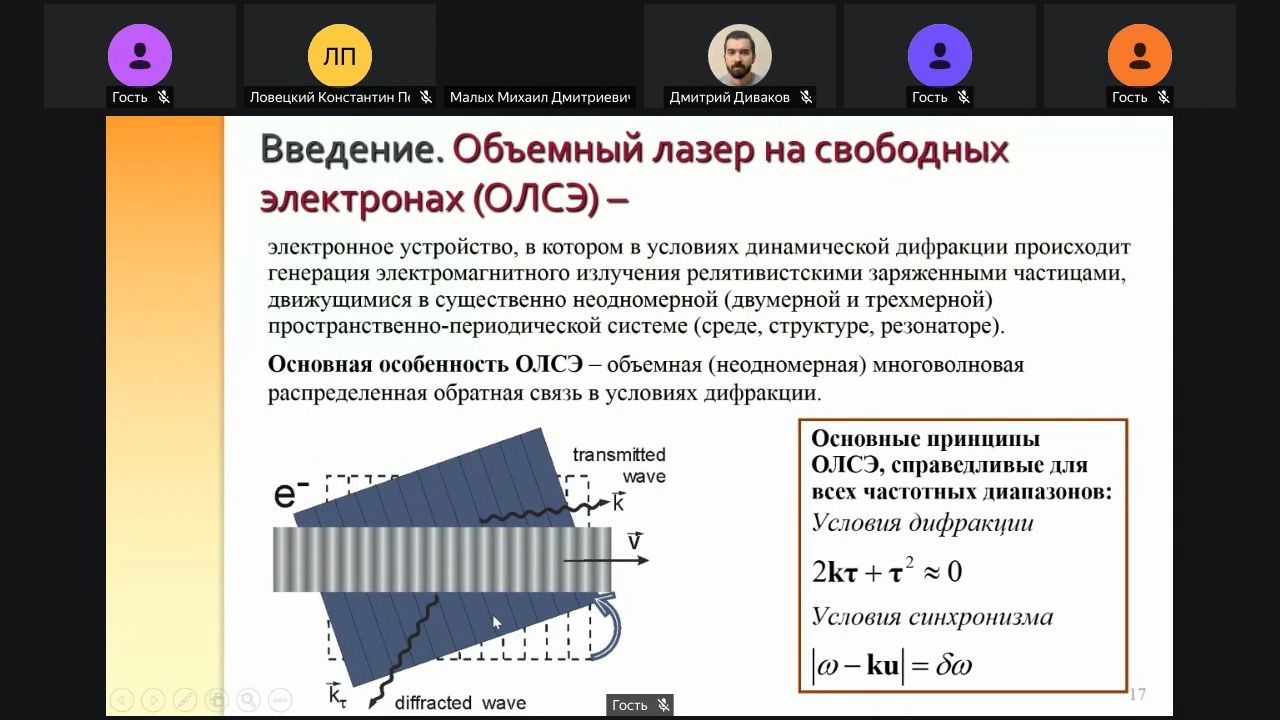 Гость
ЛП
Ловецкий Константин Пе
Малых Михаил Дмитриевич
Дмитрий Диваков
Гость
Гость
Введение. Объемный лазер на свободных
электронах (ОЛСЭ) –
электронное устройство, в котором в условиях динамической дифракции происходит
генерация электромагнитного излучения релятивистскими заряженными частицами,
движущимися в существенно неодномерной (двумерной и трехмерной)
пространственно-периодической системе (среде, структуре, резонаторе).
Основная особенность ОЛСЭ – объемная (неодномерная) многоволновая
распределенная обратная связь в условиях дифракции.
e⁻
transmitted
wave
k⃗
v⃗
k⃗τ
diffracted wave
Основные принципы
ОЛСЭ, справедливые для
всех частотных диапазонов:
Условия дифракции
2kτ + τ² ≈ 0
Условия синхронизма
|ω − ku| = δω
17
Гость